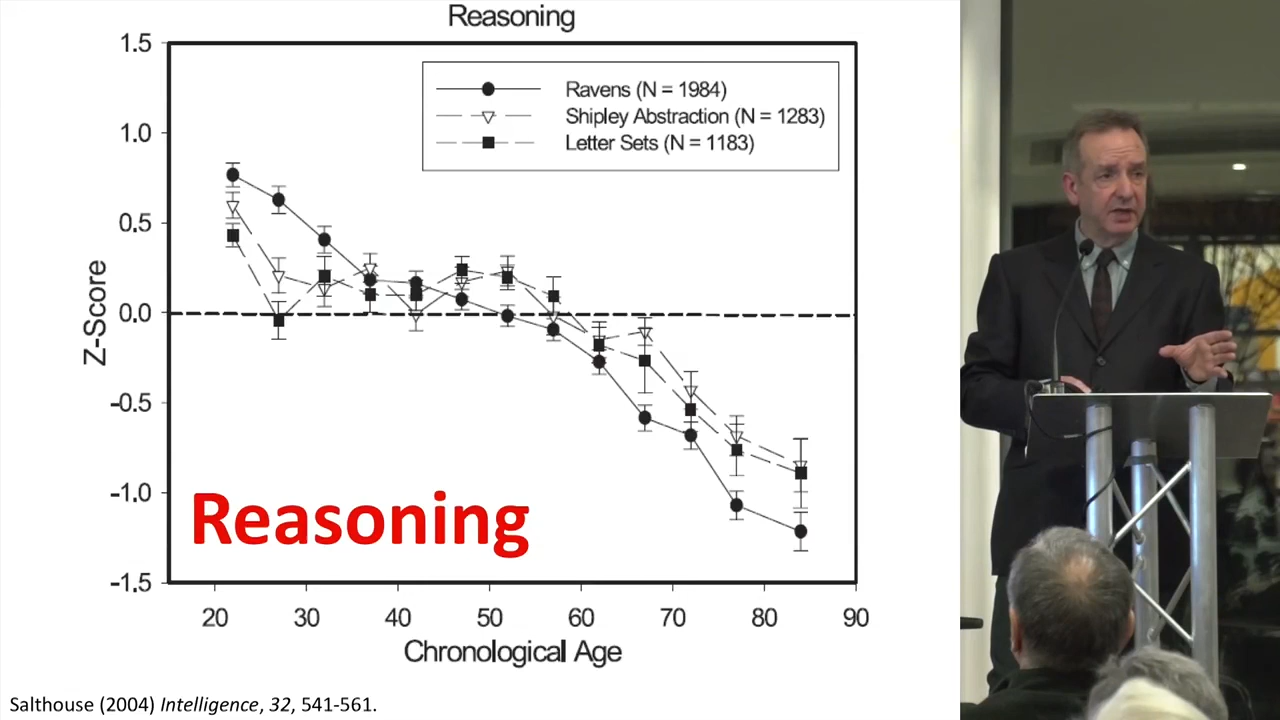 Reasoning
1.5
1.0
0.5
0.0
-0.5
-1.0
-1.5
Z-Score
Ravens (N = 1984)
Shipley Abstraction (N = 1283)
Letter Sets (N = 1183)
Reasoning
20 30 40 50 60 70 80 90
Chronological Age
Salthouse (2004) Intelligence, 32, 541-561.